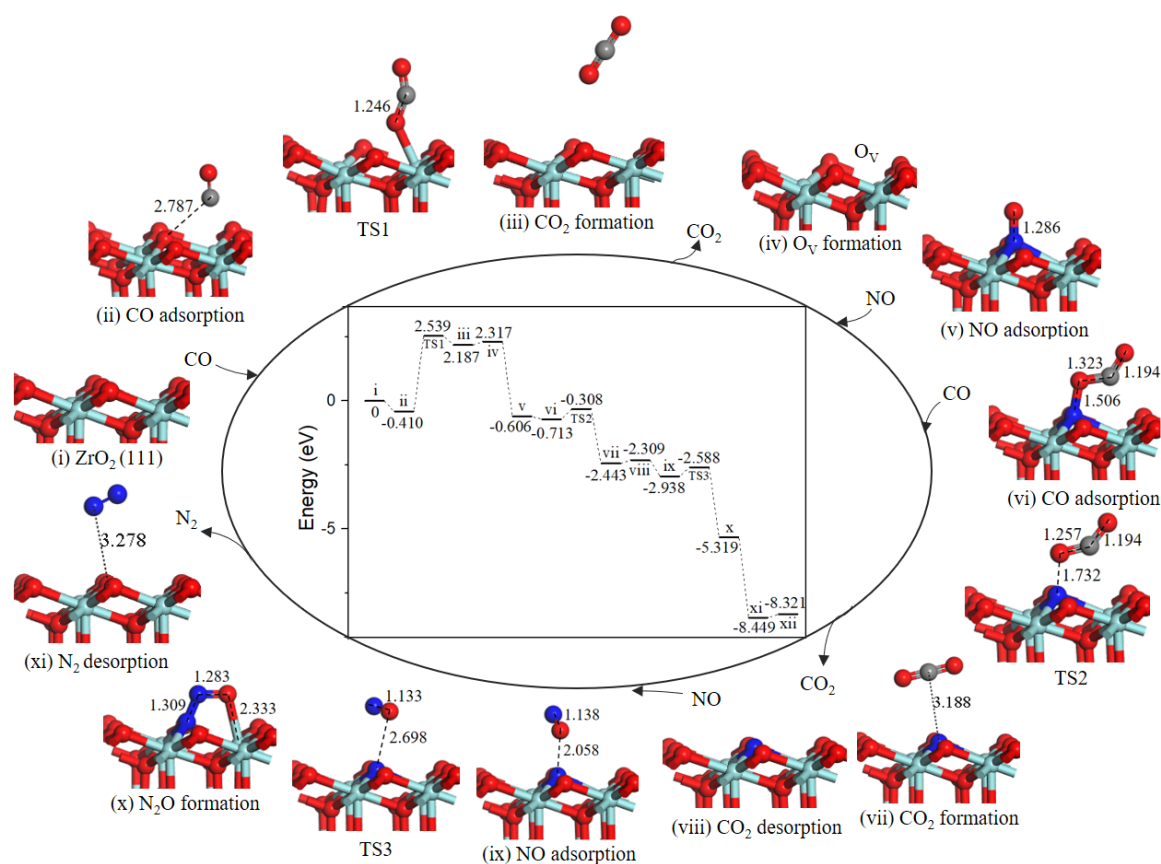 1.246
TS1
(iii) CO₂ formation
O_V
(iv) O_V formation
2.787
(ii) CO adsorption
CO₂
1.286
(v) NO adsorption
NO
CO
(i) ZrO₂ (111)
1.323
1.194
1.506
(vi) CO adsorption
CO
Energy (eV)
0
-5
i
0
ii
-0.410
2.539
TS1
iii
2.187
2.317
iv
v
-0.606
vi
-0.713
-0.308
TS2
vii
-2.443
-2.309
viii
ix
-2.938
-2.588
TS3
x
-5.319
xi
-8.449
-8.321
xii
N₂
3.278
(xi) N₂ desorption
1.257
1.194
1.732
TS2
CO₂
NO
1.283
1.309
2.333
(x) N₂O formation
1.133
2.698
TS3
1.138
2.058
(ix) NO adsorption
(viii) CO₂ desorption
3.188
(vii) CO₂ formation